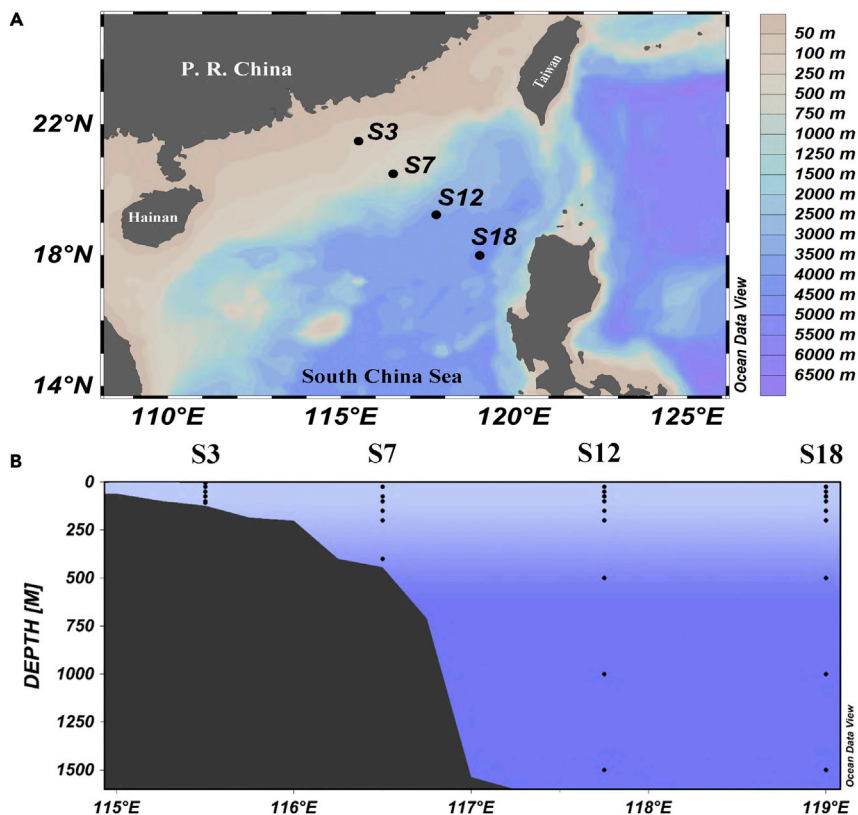 A
P. R. China
Taiwan
22°N
S3
S7
Hainan
S12
18°N
S18
14°N
South China Sea
110°E 115°E 120°E 125°E
Ocean Data View
50 m
100 m
250 m
500 m
750 m
1000 m
1250 m
1500 m
2000 m
2500 m
3000 m
3500 m
4000 m
4500 m
5000 m
5500 m
6000 m
6500 m
B
S3 S7 S12 S18
0
250
500
750
1000
1250
1500
DEPTH [M]
115°E 116°E 117°E 118°E 119°E
Ocean Data View